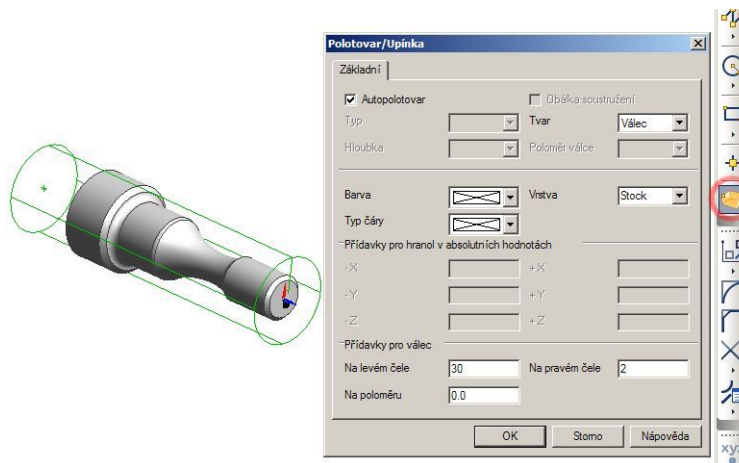 Polotovar/Upínka
Základní
Autopolotovar
Obálka soustružení
Typ
Tvar
Válec
Hloubka
Poloměr válce
Barva
Vrstva
Stock
Typ čáry
Přídavky pro hranol v absolutních hodnotách
-X
+X
-Y
+Y
-Z
+Z
Přídavky pro válec
Na levém čele
30
Na pravém čele
2
Na poloměru
0.0
OK
Storno
Nápověda
xyz